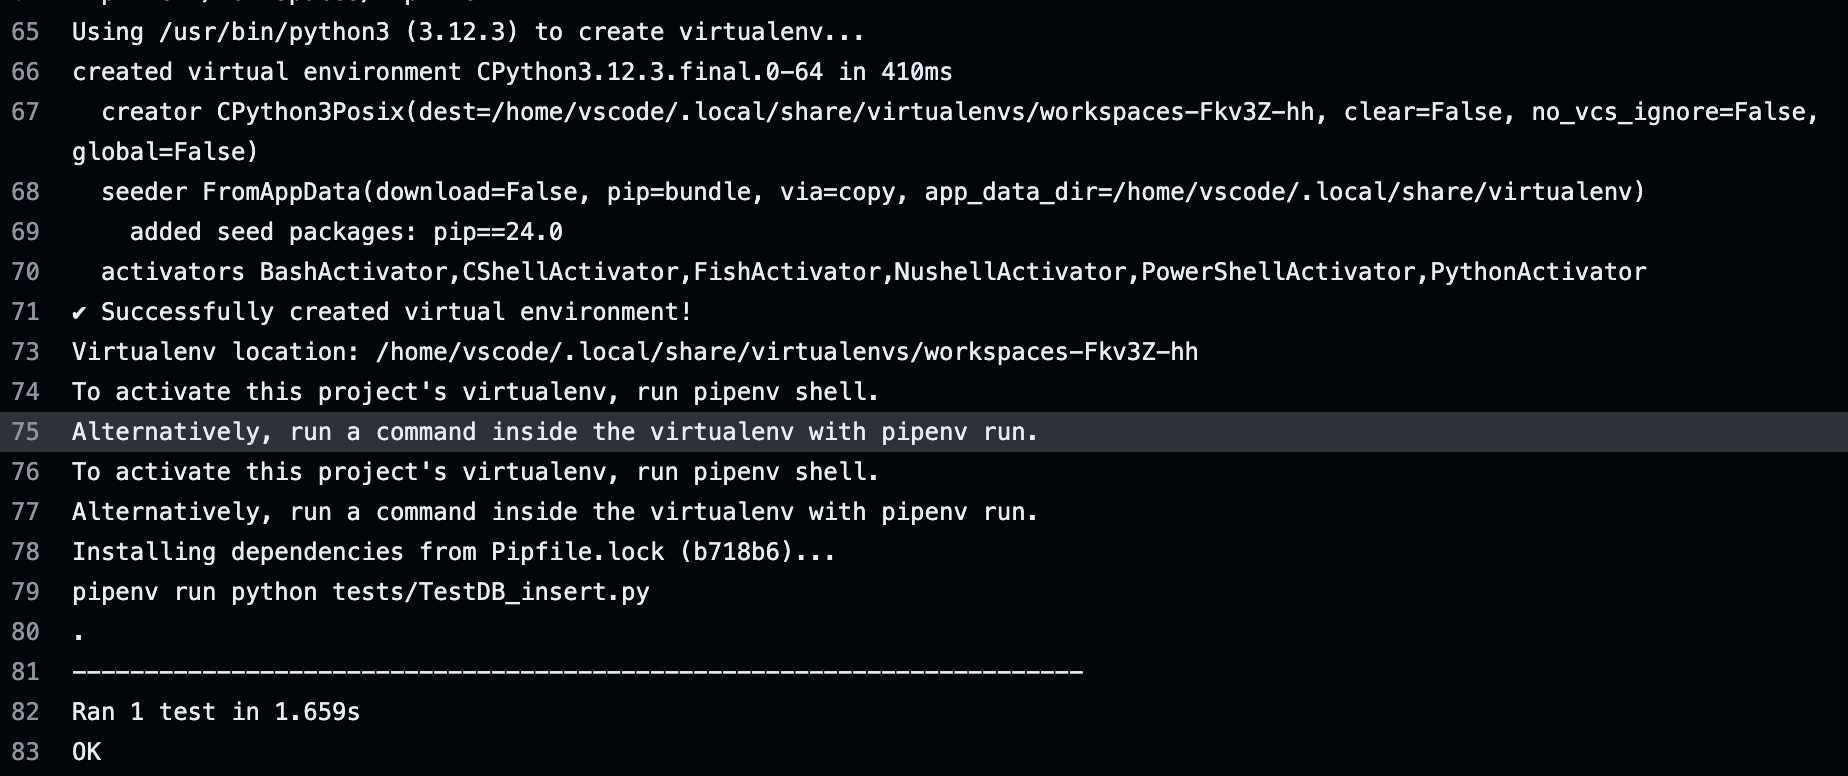 65 Using /usr/bin/python3 (3.12.3) to create virtualenv...
66 created virtual environment CPython3.12.3.final.0-64 in 410ms
67   creator CPython3Posix(dest=/home/vscode/.local/share/virtualenvs/workspaces-Fkv3Z-hh, clear=False, no_vcs_ignore=False,
global=False)
68   seeder FromAppData(download=False, pip=bundle, via=copy, app_data_dir=/home/vscode/.local/share/virtualenv)
69     added seed packages: pip==24.0
70   activators BashActivator,CShellActivator,FishActivator,NushellActivator,PowerShellActivator,PythonActivator
71 ✔ Successfully created virtual environment!
73 Virtualenv location: /home/vscode/.local/share/virtualenvs/workspaces-Fkv3Z-hh
74 To activate this project's virtualenv, run pipenv shell.
75 Alternatively, run a command inside the virtualenv with pipenv run.
76 To activate this project's virtualenv, run pipenv shell.
77 Alternatively, run a command inside the virtualenv with pipenv run.
78 Installing dependencies from Pipfile.lock (b718b6)...
79 pipenv run python tests/TestDB_insert.py
80 .
81 ----------------------------------------------------------------------
82 Ran 1 test in 1.659s
83 OK